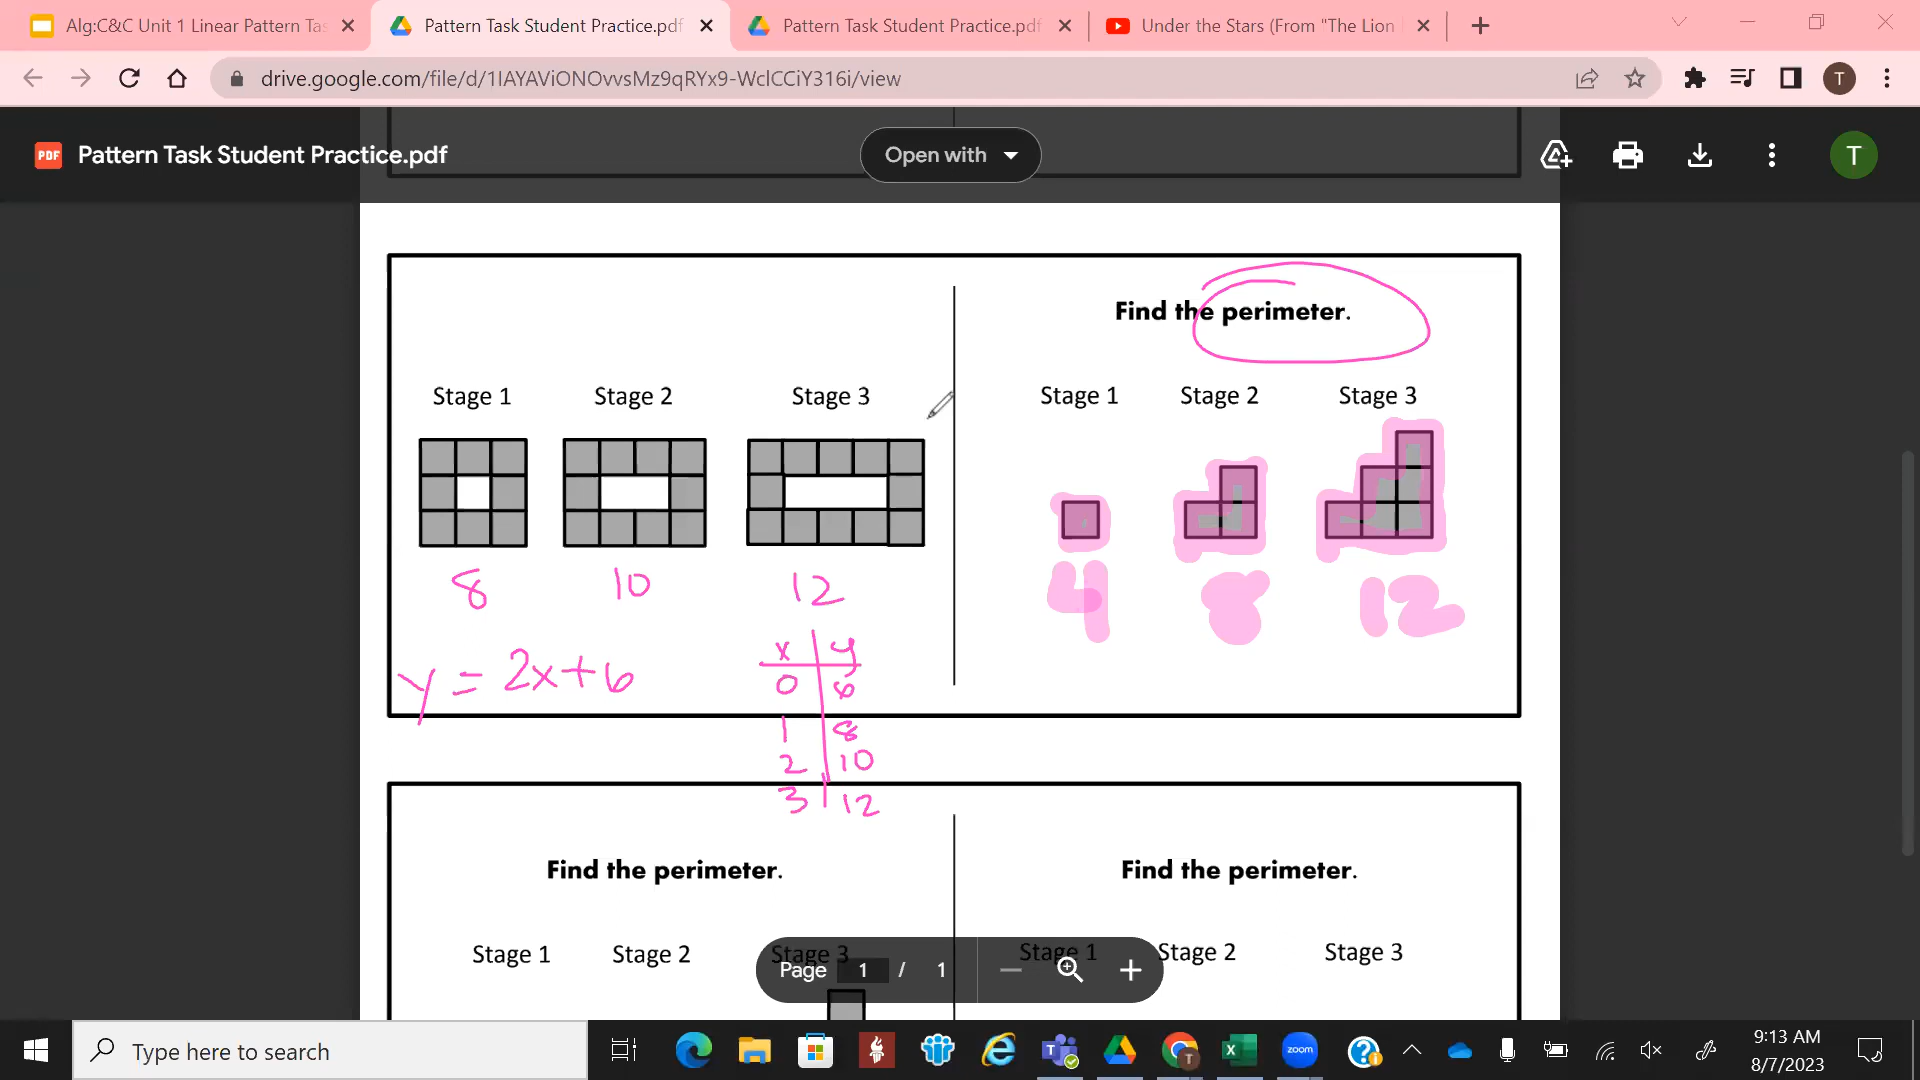 Alg:C&C Unit 1 Linear Pattern Tas
Pattern Task Student Practice.pdf
Pattern Task Student Practice.pdf
Under the Stars (From "The Lion
drive.google.com/file/d/1IAYAViONOvvsMz9qRYx9-WclCCiY316i/view
T
PDF
Pattern Task Student Practice.pdf
Open with
T
Find the perimeter.
Stage 1 Stage 2 Stage 3
Stage 1 Stage 2 Stage 3
8 10 12
4 8 12
y = 2x+6
x y
0 6
1 8
2 10
3 12
Find the perimeter.
Find the perimeter.
Stage 1 Stage 2 Stage 3
Stage 1 Stage 2 Stage 3
Page 1 / 1
Type here to search
zoom
9:13 AM
8/7/2023